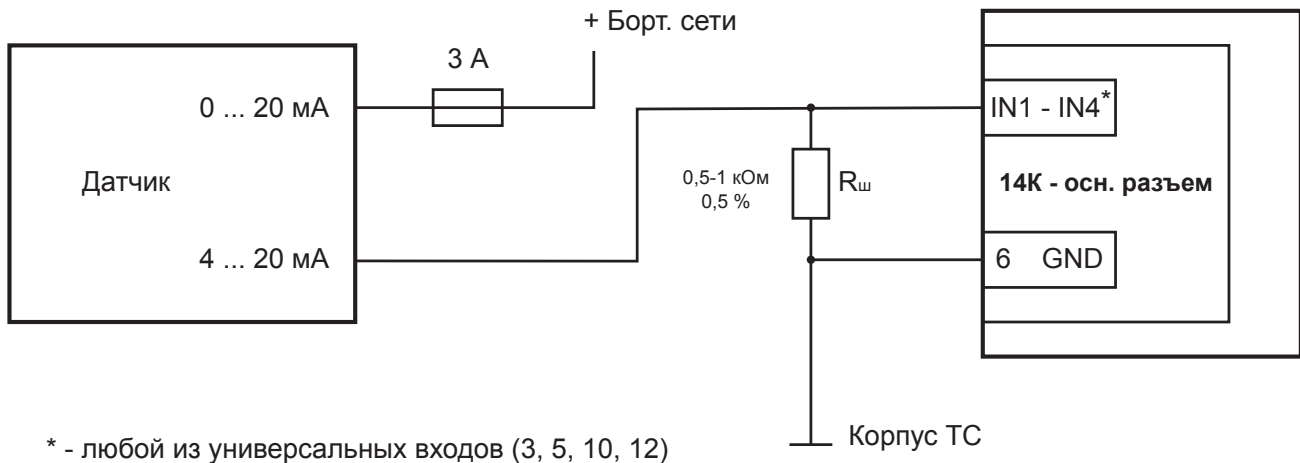 + Борт. сети
3 А
0 ... 20 мА
IN1 - IN4*
Датчик
0,5-1 кОм
0,5 %
Rш
14К - осн. разъем
4 ... 20 мА
6 GND
Корпус ТС
* - любой из универсальных входов (3, 5, 10, 12)